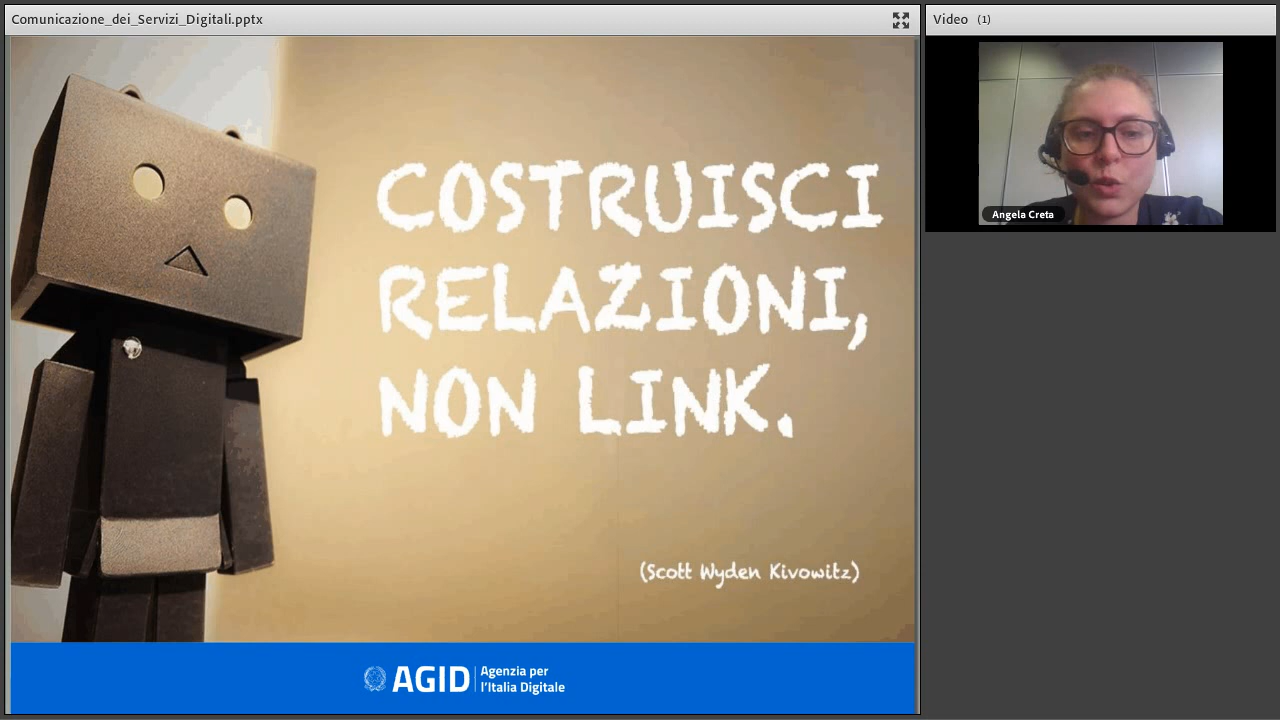 Comunicazione_dei_Servizi_Digitali.pptx
Video (1)
Angela Creta
COSTRUISCI
RELAZIONI,
NON LINK.
(Scott Wyden Kivowitz)
AGID
Agenzia per
l'Italia Digitale